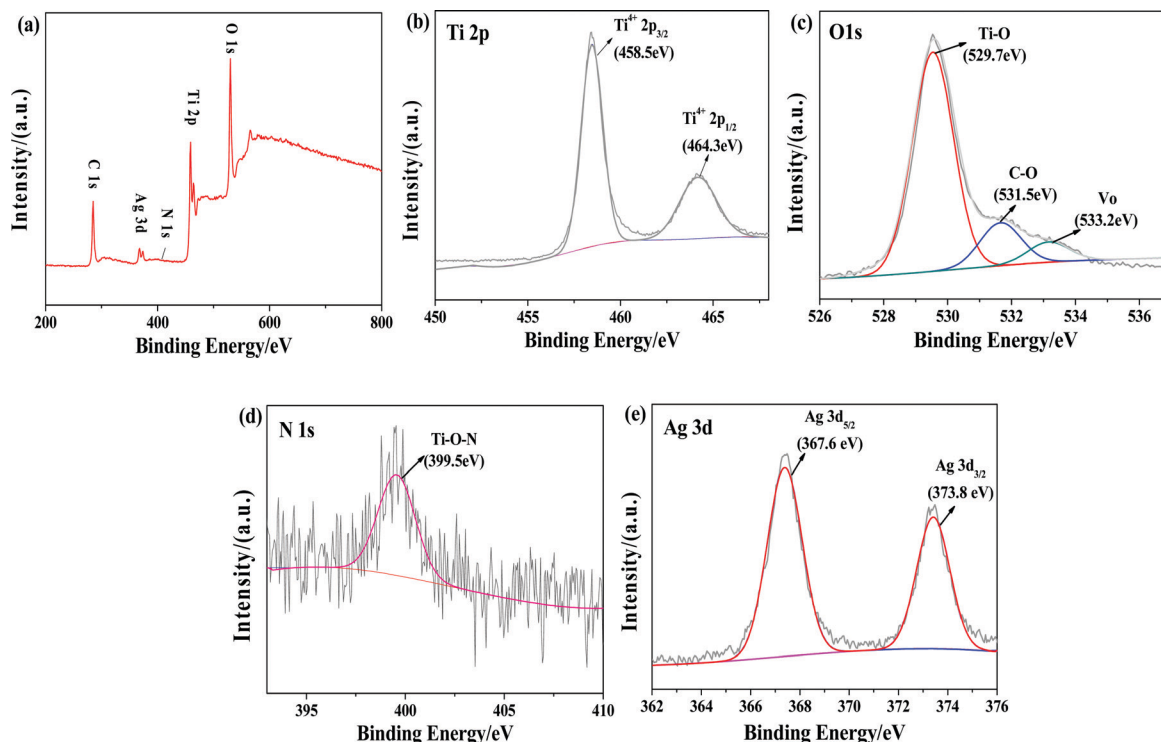 (a)
C 1s
Ag 3d
N 1s
Ti 2p
O 1s
Intensity/(a.u.)
200 400 600 800
Binding Energy/eV
(b)
Ti 2p
Ti⁴⁺ 2p₃/₂
(458.5eV)
Ti⁴⁺ 2p₁/₂
(464.3eV)
Intensity/(a.u.)
450 455 460 465
Binding Energy/eV
(c)
O1s
Ti-O
(529.7eV)
C-O
(531.5eV)
Vo
(533.2eV)
Intensity/(a.u.)
526 528 530 532 534 536
Binding Energy/eV
(d)
N 1s
Ti-O-N
(399.5eV)
Intensity/(a.u.)
395 400 405 410
Binding Energy/eV
(e)
Ag 3d
Ag 3d₅/₂
(367.6 eV)
Ag 3d₃/₂
(373.8 eV)
Intensity/(a.u.)
362 364 366 368 370 372 374 376
Binding Energy/eV